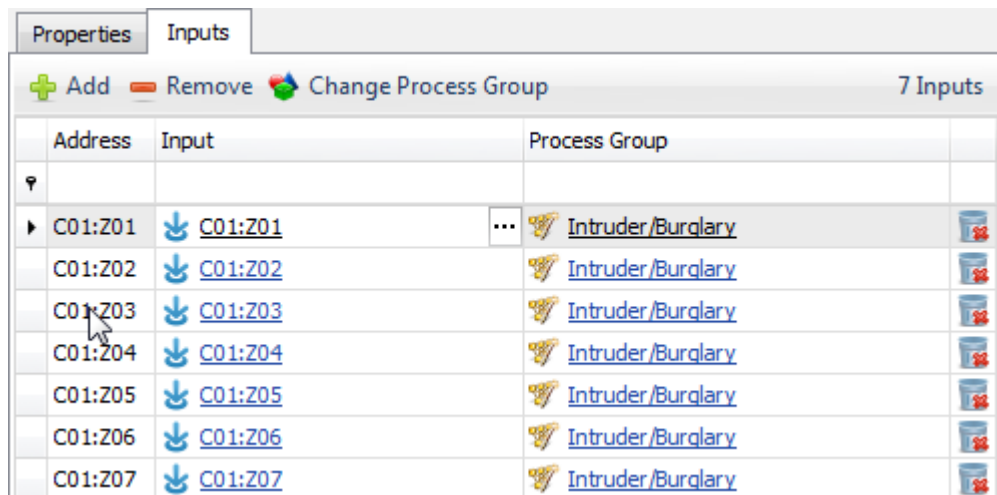 Properties Inputs
Add Remove Change Process Group 7 Inputs
Address Input Process Group
C01:Z01 C01:Z01 ... Intruder/Burglary
C01:Z02 C01:Z02 Intruder/Burglary
C01:Z03 C01:Z03 Intruder/Burglary
C01:Z04 C01:Z04 Intruder/Burglary
C01:Z05 C01:Z05 Intruder/Burglary
C01:Z06 C01:Z06 Intruder/Burglary
C01:Z07 C01:Z07 Intruder/Burglary